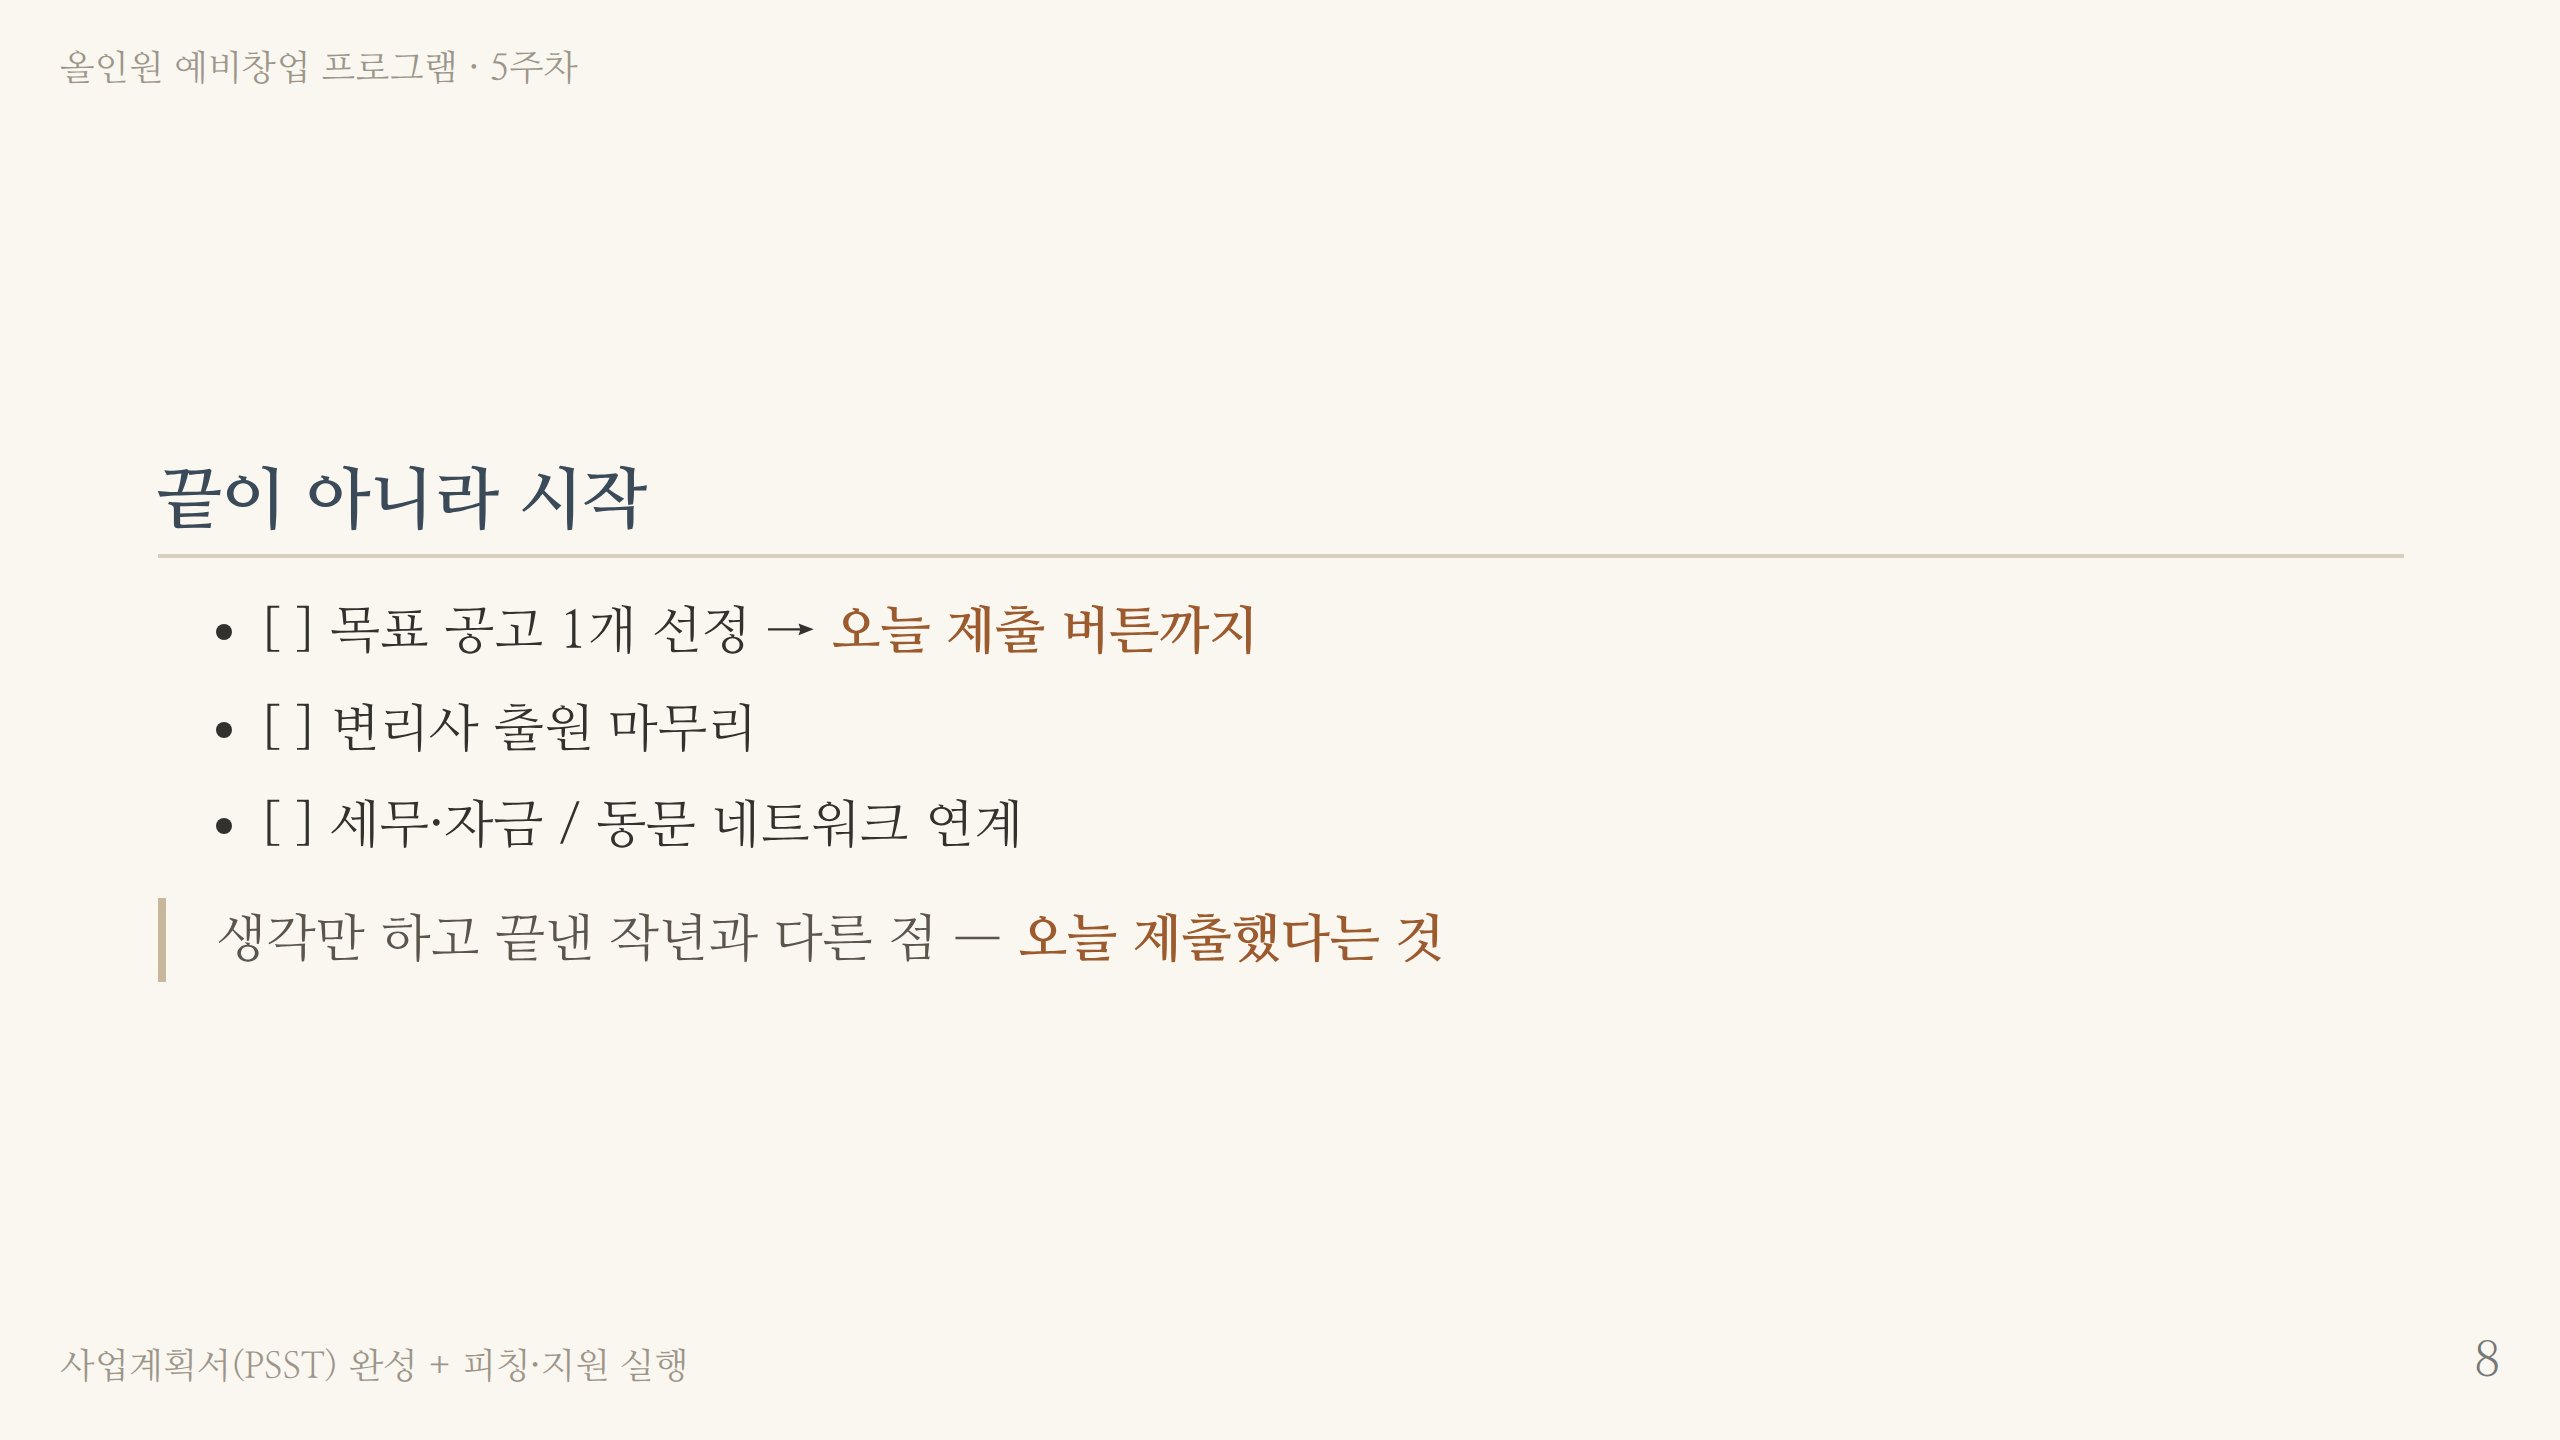 올인원 예비창업 프로그램 · 5주차
끝이 아니라 시작
• [ ] 목표 공고 1개 선정 → 오늘 제출 버튼까지
• [ ] 변리사 출원 마무리
• [ ] 세무·자금 / 동문 네트워크 연계
생각만 하고 끝낸 작년과 다른 점 — 오늘 제출했다는 것
사업계획서(PSST) 완성 + 피칭·지원 실행
8